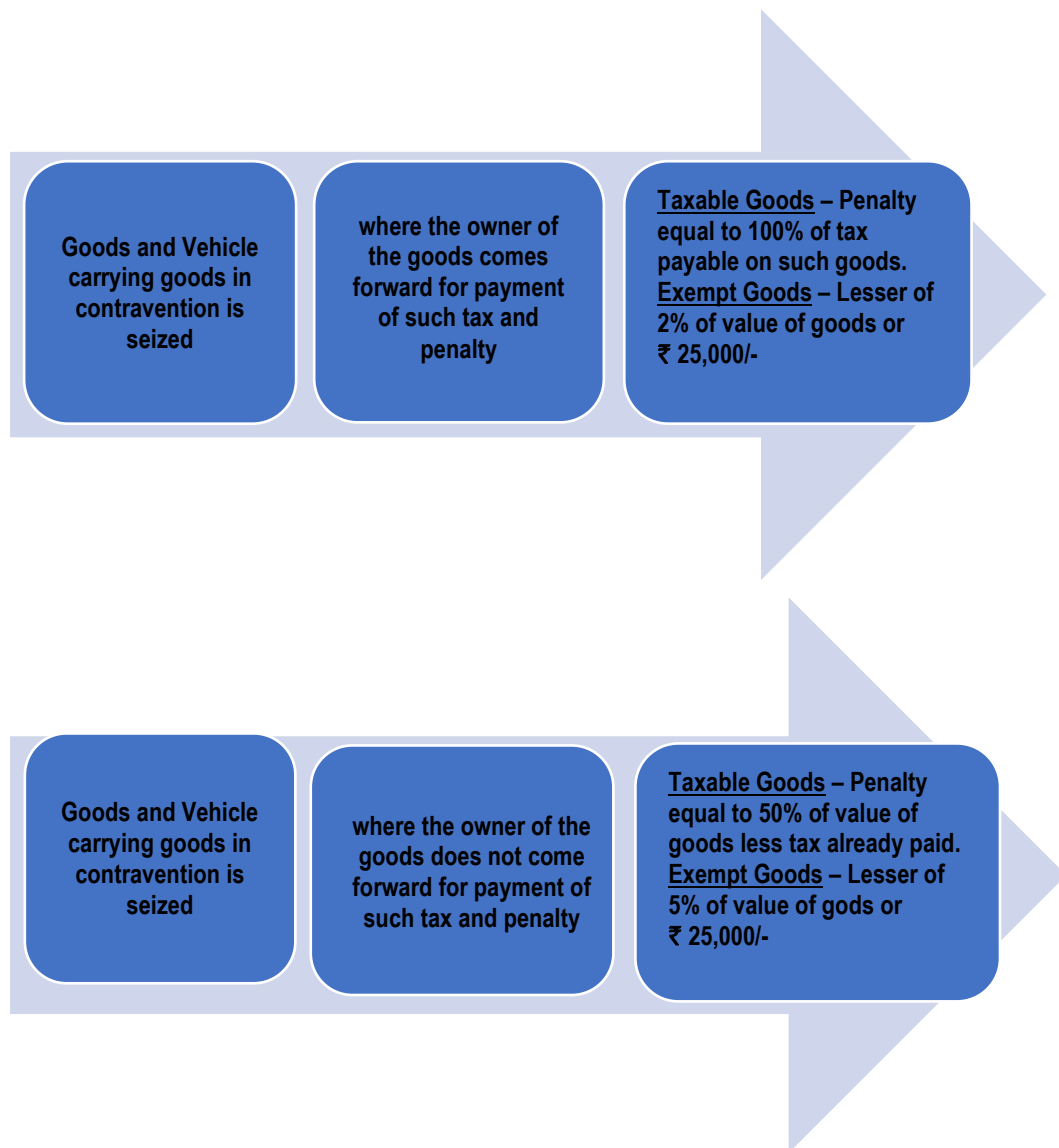 Goods and Vehicle
carrying goods in
contravention is
seized
where the owner of
the goods comes
forward for payment
of such tax and
penalty
Taxable Goods – Penalty
equal to 100% of tax
payable on such goods.
Exempt Goods – Lesser of
2% of value of goods or
₹ 25,000/-
Goods and Vehicle
carrying goods in
contravention is
seized
where the owner of the
goods does not come
forward for payment of
such tax and penalty
Taxable Goods – Penalty
equal to 50% of value of
goods less tax already paid.
Exempt Goods – Lesser of
5% of value of gods or
₹ 25,000/-